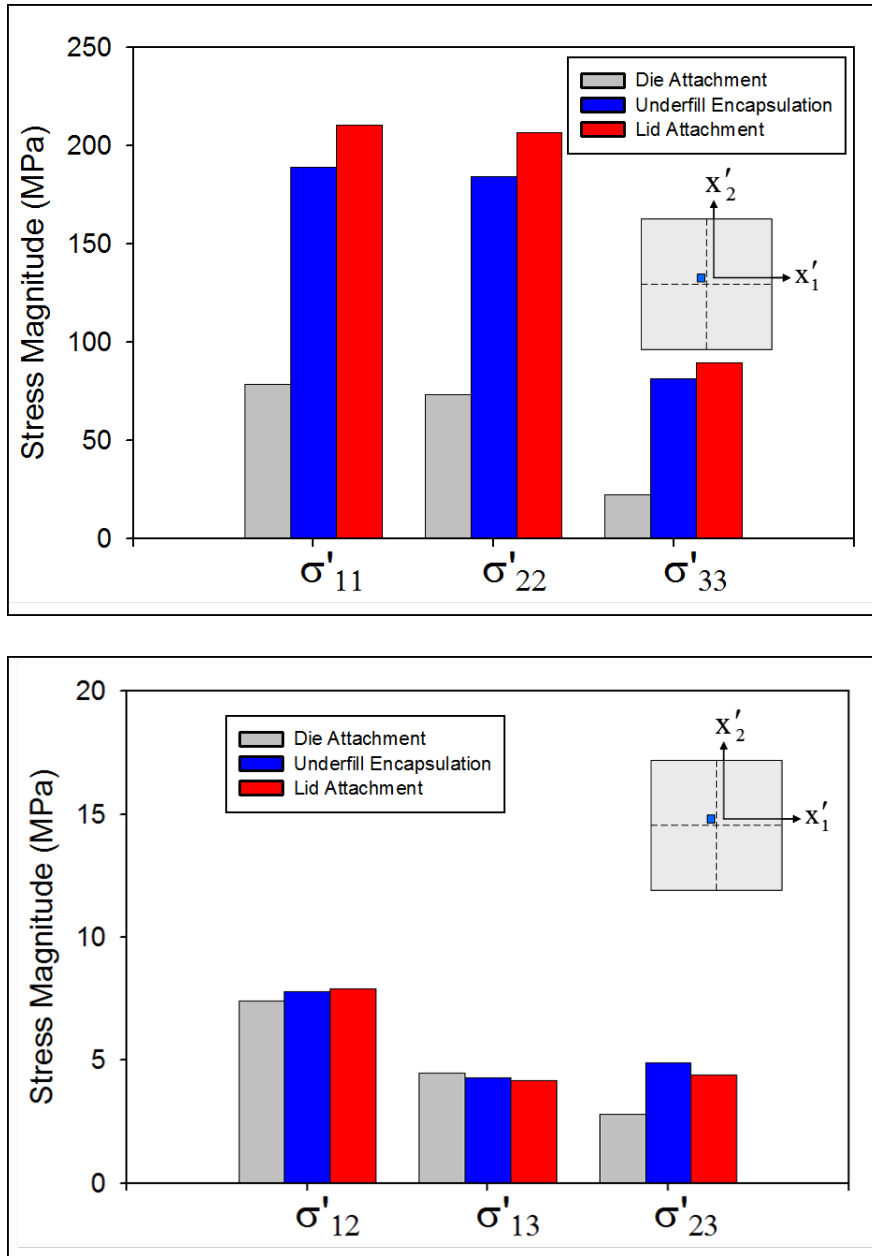 250
200
150
100
50
0
Stress Magnitude (MPa)
Die Attachment
Underfill Encapsulation
Lid Attachment
x′₂
x′₁
σ'₁₁ σ'₂₂ σ'₃₃
20
15
10
5
0
Stress Magnitude (MPa)
Die Attachment
Underfill Encapsulation
Lid Attachment
x′₂
x′₁
σ'₁₂ σ'₁₃ σ'₂₃